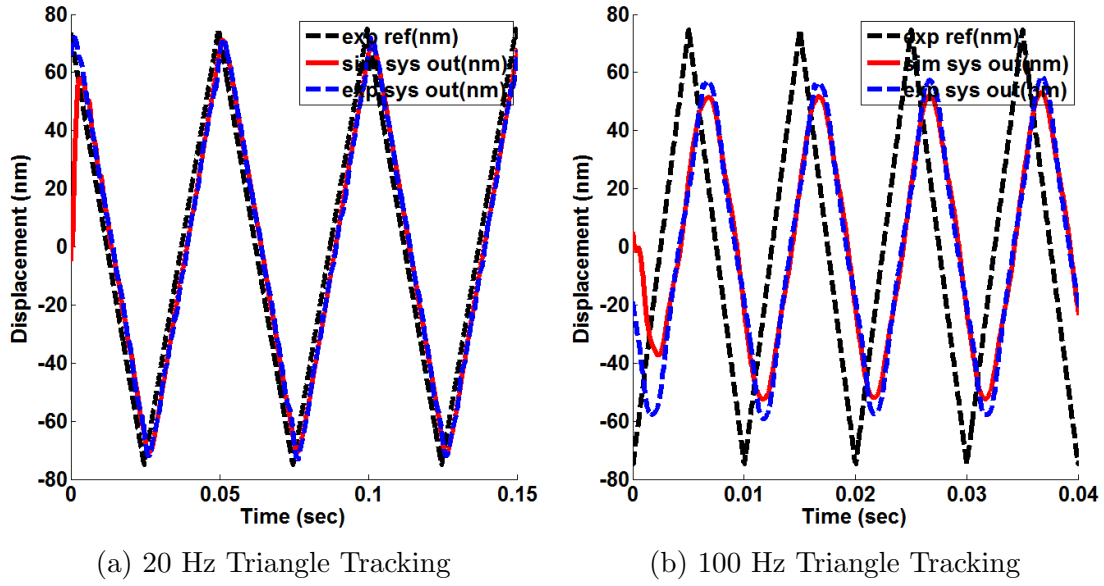 80
60
40
20
0
-20
-40
-60
-80
Displacement (nm)
exp ref(nm)
sim sys out(nm)
exp sys out(nm)
0
0.05
0.1
0.15
Time (sec)
(a) 20 Hz Triangle Tracking
80
60
40
20
0
-20
-40
-60
-80
Displacement (nm)
exp ref(nm)
sim sys out(nm)
exp sys out(nm)
0
0.01
0.02
0.03
0.04
Time (sec)
(b) 100 Hz Triangle Tracking